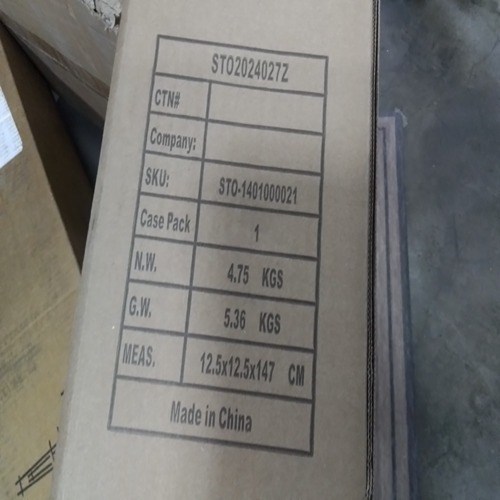 STO2024027Z
CTN#
Company:
SKU: STO-1401000021
Case Pack 1
N.W. 4.75 KGS
G.W. 5.36 KGS
MEAS. 12.5x12.5x147 CM
Made in China